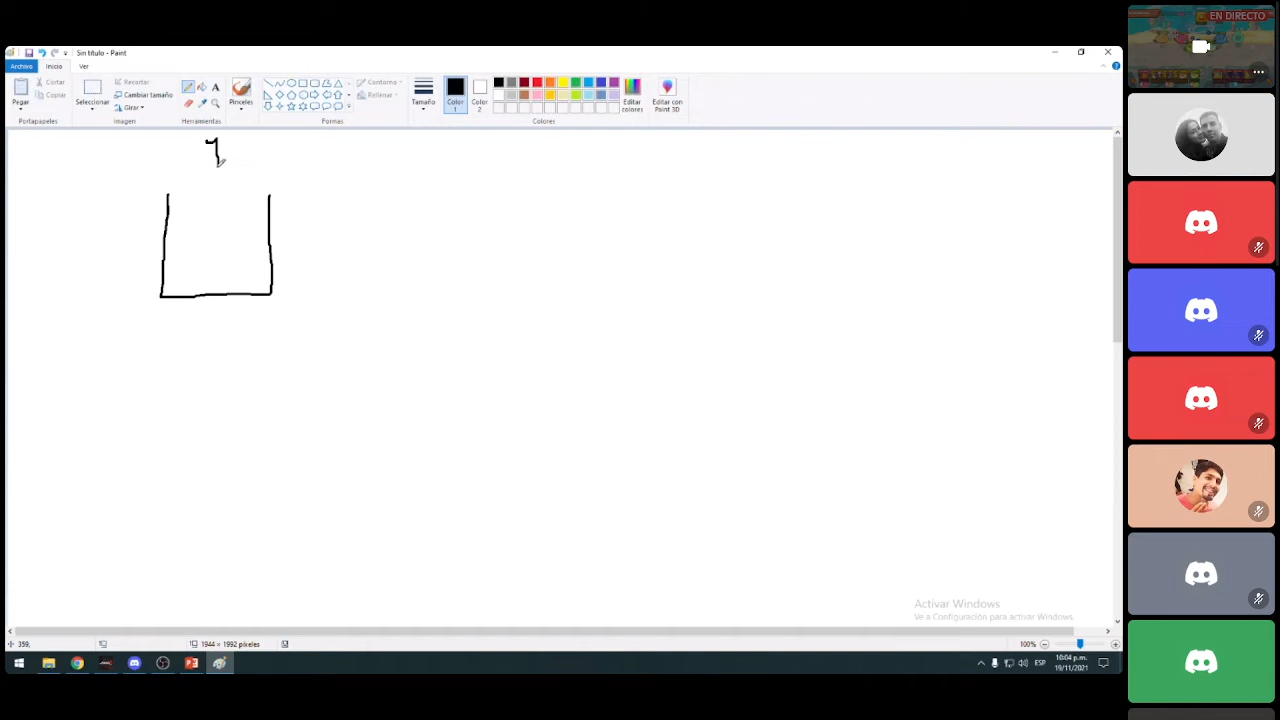 EN DIRECTO
Sin título - Paint
Archivo Inicio Ver
Pegar
Cortar
Copiar
Portapapeles
Seleccionar
Recortar
Cambiar tamaño
Girar
Imagen
A
Herramientas
Pinceles
Contorno
Rellenar
Formas
Tamaño
Color 1
Color 2
Editar colores
Colores
Editar con Paint 3D
1
Activar Windows
Ve a Configuración para activar Windows.
359,
1944 × 1992 píxeles
100%
ESP
10:04 p.m.
19/11/2021